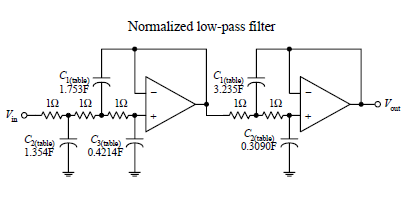 Normalized low-pass filter
C1(table)
1.753F
C1(table)
3.235F
1Ω 1Ω 1Ω
1Ω 1Ω
Vin
Vout
−
+
−
+
C2(table)
1.354F
C3(table)
0.4214F
C2(table)
0.3090F